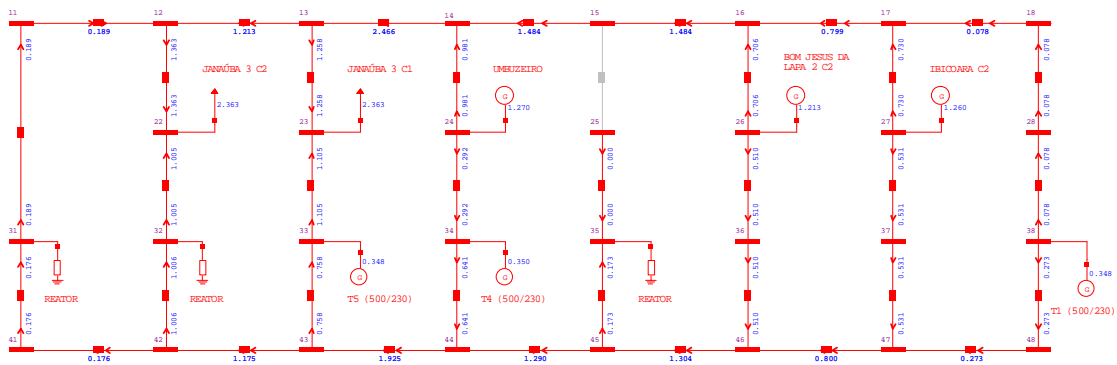 11 12 13 14 15 16 17 18
0.189 1.213 2.466 1.484 1.484 0.799 0.078
0.189 1.363 1.258 0.981 0.706 0.730 0.078
JANAÚBA 3 C2 JANAÚBA 3 C1 UMBUZEIRO BOM JESUS DA
LAPA 2 C2 IBICOARA C2
G G G
2.363 2.363 1.270 1.213 1.260
1.363 1.258 0.981 0.706 0.730 0.078
22 23 24 25 26 27 28
1.005 1.105 0.292 0.000 0.510 0.531 0.078
0.189 1.005 1.105 0.292 0.000 0.510 0.531 0.078
31 32 33 34 35 36 37 38
0.176 1.006 0.758 0.348 0.641 0.350 0.173 0.510 0.531 0.273 0.348
G G G
REATOR REATOR T5 (500/230) T4 (500/230) REATOR T1 (500/230)
0.176 1.006 0.758 0.641 0.173 0.510 0.531 0.273
41 42 43 44 45 46 47 48
0.176 1.175 1.925 1.290 1.304 0.800 0.273